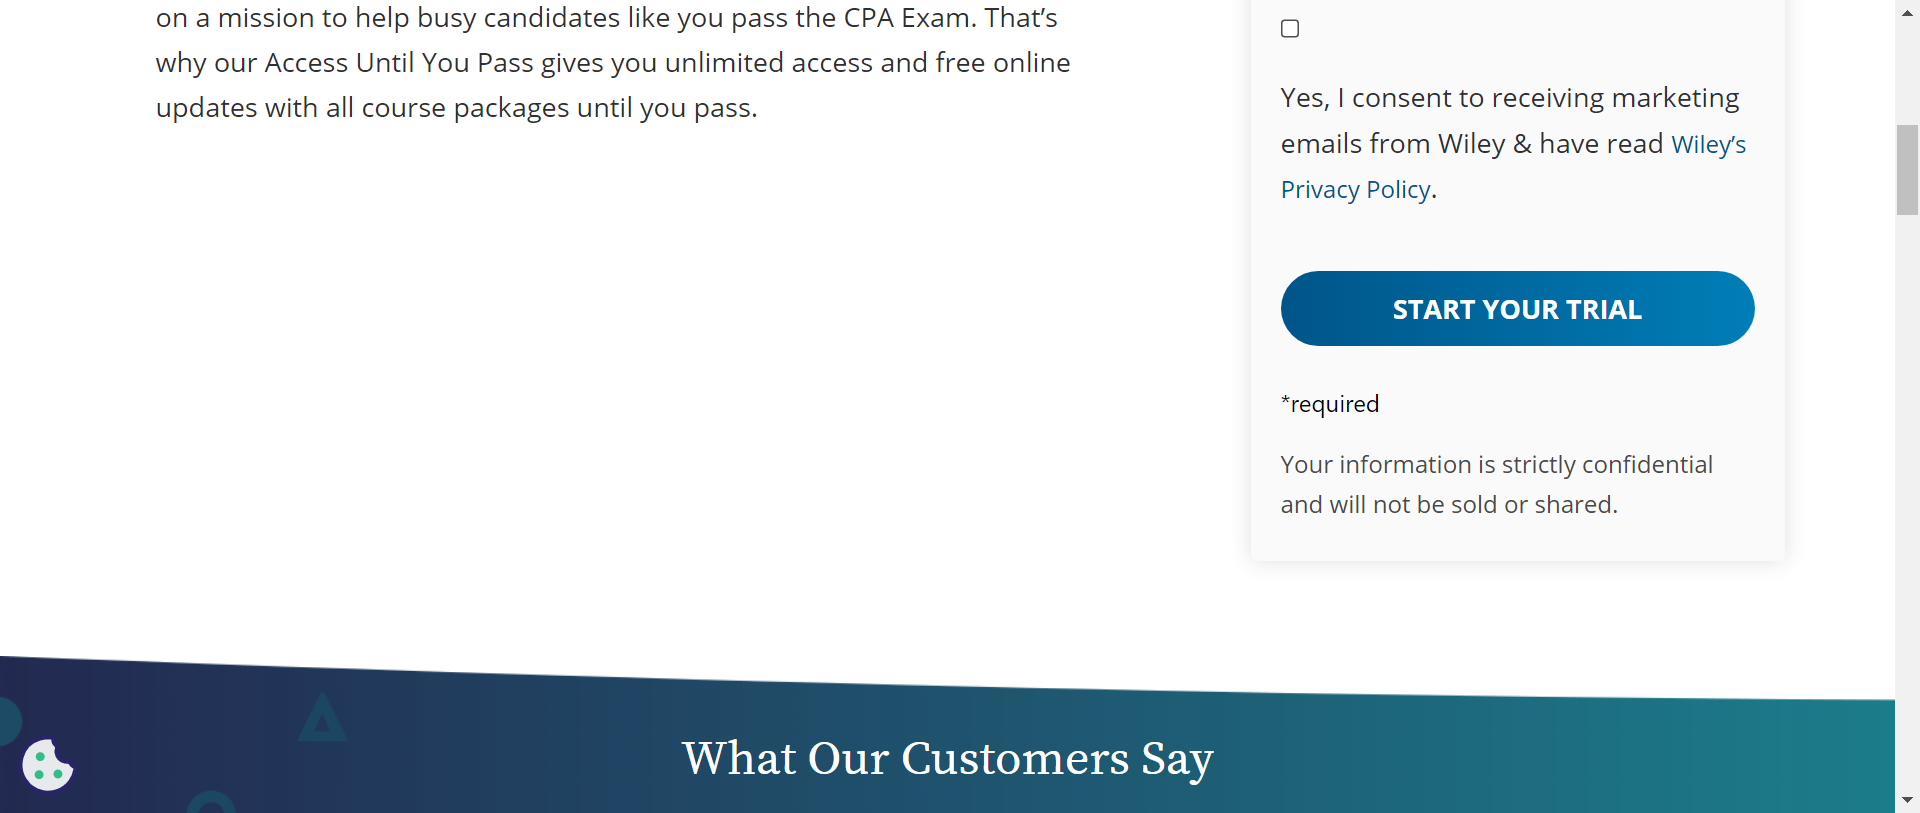 on a mission to help busy candidates like you pass the CPA Exam. That’s
why our Access Until You Pass gives you unlimited access and free online
updates with all course packages until you pass.
Yes, I consent to receiving marketing
emails from Wiley & have read Wiley’s
Privacy Policy.
START YOUR TRIAL
*required
Your information is strictly confidential
and will not be sold or shared.
What Our Customers Say